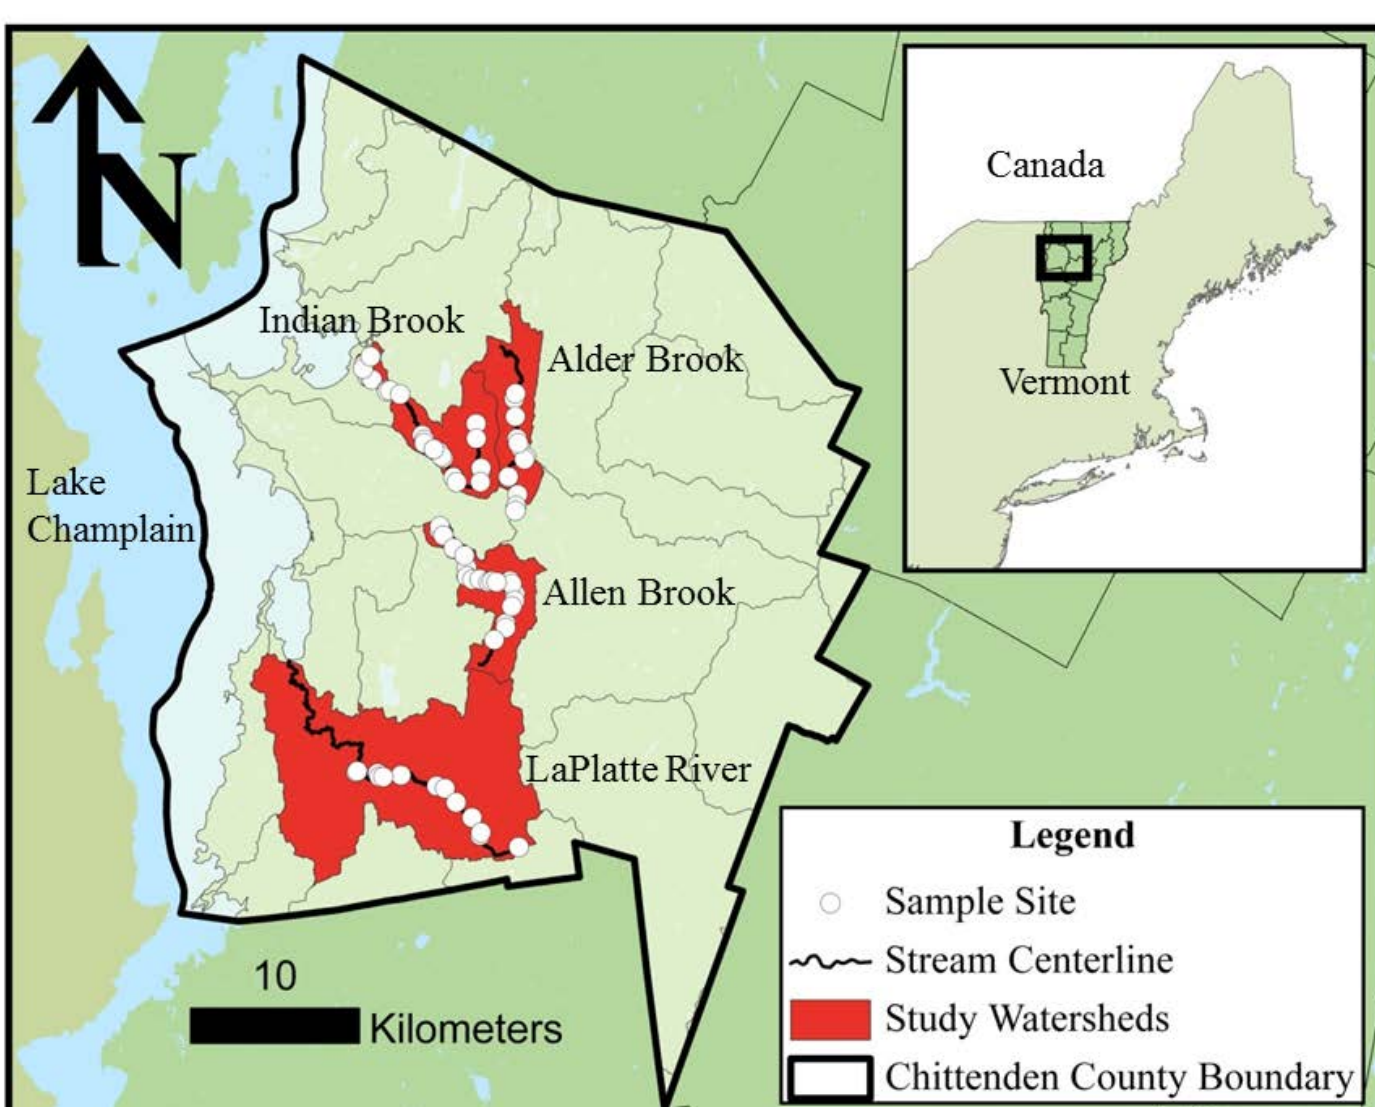 N
Canada
Vermont
Indian Brook
Alder Brook
Lake
Champlain
Allen Brook
LaPlatte River
10
Kilometers
Legend
Sample Site
Stream Centerline
Study Watersheds
Chittenden County Boundary